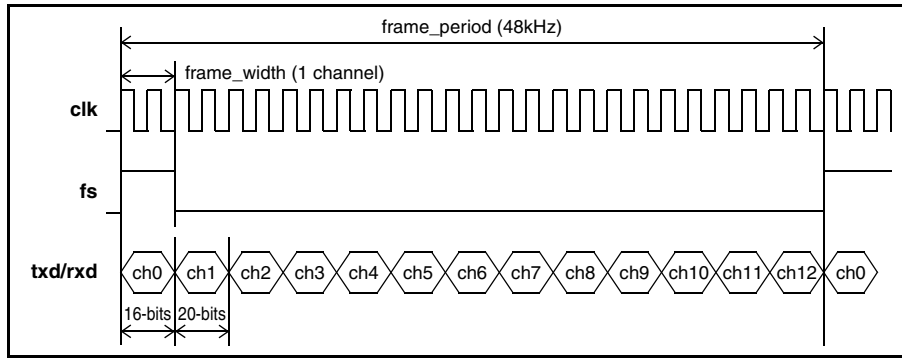 frame_period (48kHz)
frame_width (1 channel)
clk
fs
txd/rxd
ch0 ch1 ch2 ch3 ch4 ch5 ch6 ch7 ch8 ch9 ch10 ch11 ch12 ch0
16-bits 20-bits